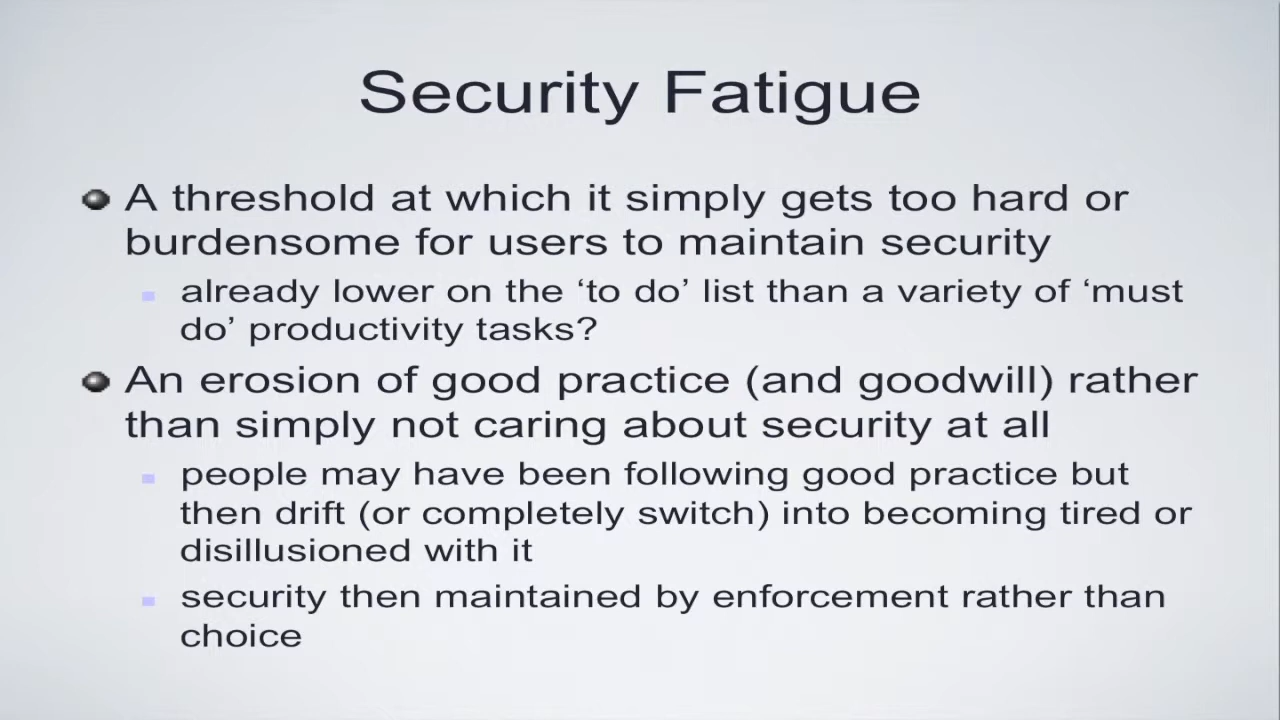 Security Fatigue
A threshold at which it simply gets too hard or
burdensome for users to maintain security
already lower on the ‘to do’ list than a variety of ‘must
do’ productivity tasks?
An erosion of good practice (and goodwill) rather
than simply not caring about security at all
people may have been following good practice but
then drift (or completely switch) into becoming tired or
disillusioned with it
security then maintained by enforcement rather than
choice